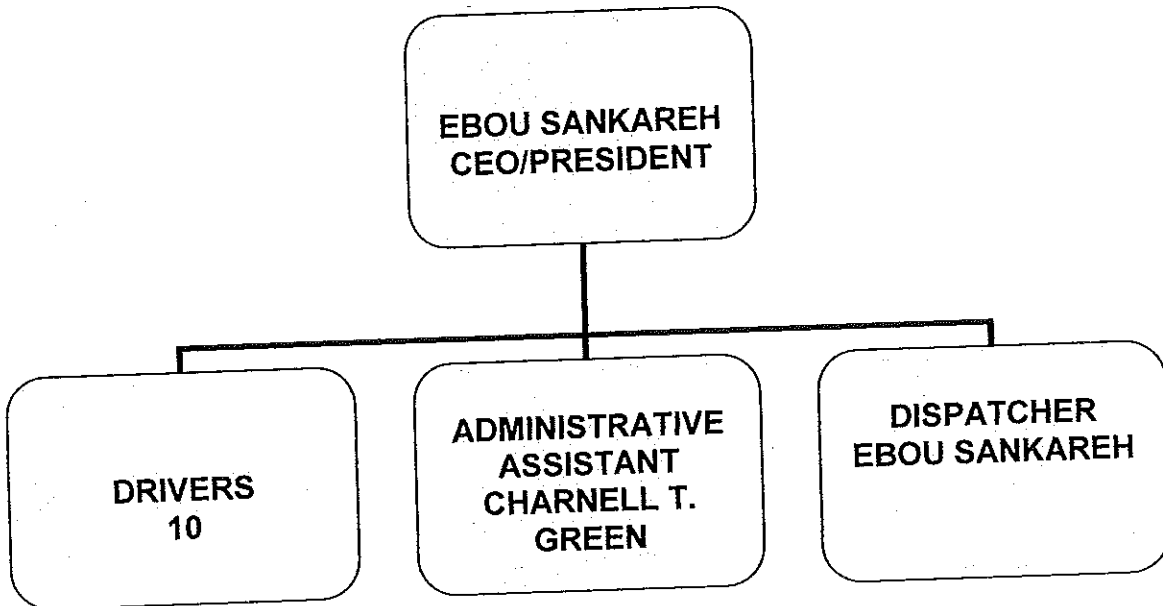 EBOU SANKAREH
CEO/PRESIDENT
DRIVERS
10
ADMINISTRATIVE
ASSISTANT
CHARNELL T.
GREEN
DISPATCHER
EBOU SANKAREH